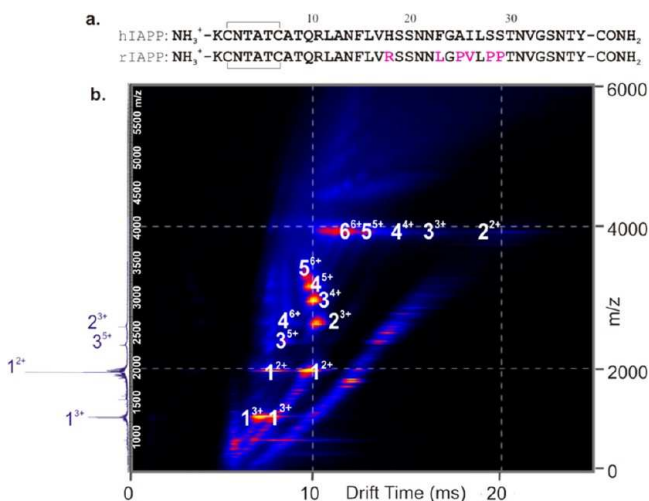 a.
10 20 30
hIAPP: NH₃⁺-KCNTATCATQRLANFLVHSSNNFGAILSSTNVGSNTY-CONH₂
rIAPP: NH₃⁺-KCNTATCATQRLANFLVRSSNNLGPVLPPTNVGSNTY-CONH₂
b.
6000
5500 m/z
5000
4500
4000
4000
6⁶⁺ 5⁵⁺ 4⁴⁺ 3³⁺ 2²⁺
3500
5⁶⁺
4⁵⁺
3000
3⁴⁺
2³⁺ 4⁶⁺ 2³⁺
2500
3⁵⁺ 3⁵⁺
m/z
1²⁺ 2000 1²⁺ 1²⁺ 2000
1500
1³⁺ 1³⁺ 1³⁺
1000
0
0 10 20
Drift Time (ms)